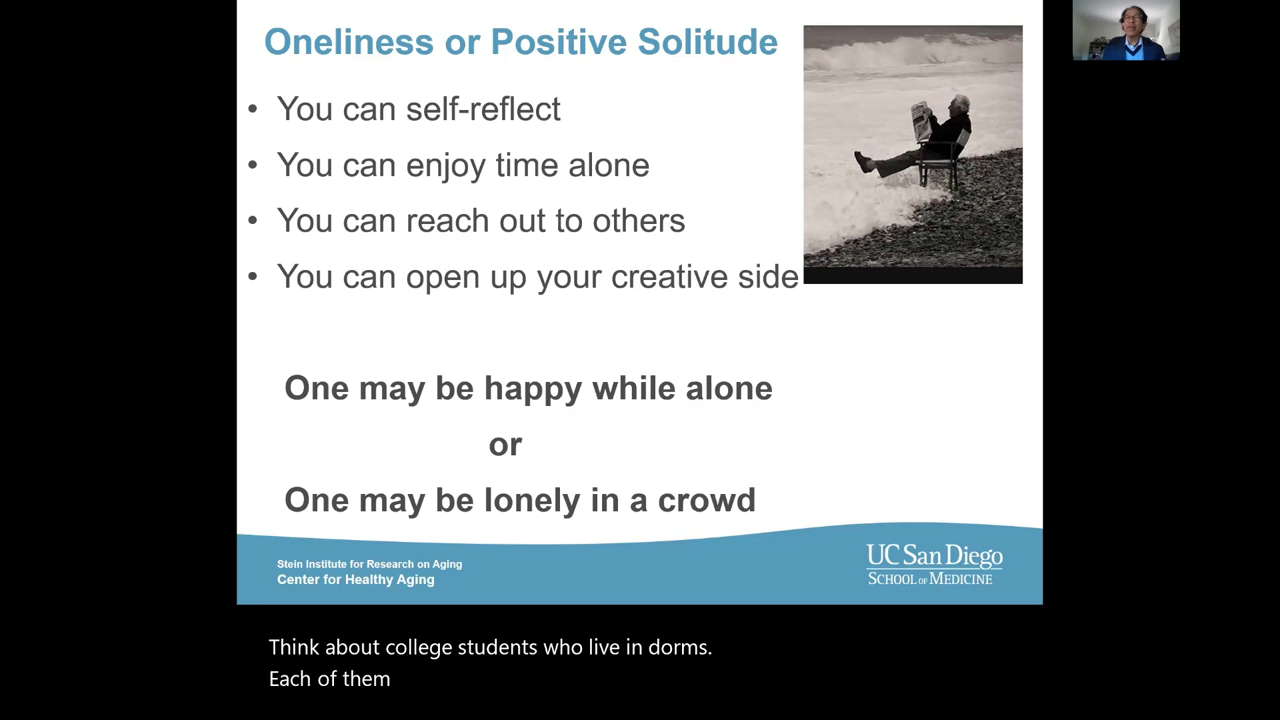 Oneliness or Positive Solitude
• You can self-reflect
• You can enjoy time alone
• You can reach out to others
• You can open up your creative side
One may be happy while alone
or
One may be lonely in a crowd
Stein Institute for Research on Aging
Center for Healthy Aging
UC San Diego
SCHOOL OF MEDICINE
Think about college students who live in dorms.
Each of them